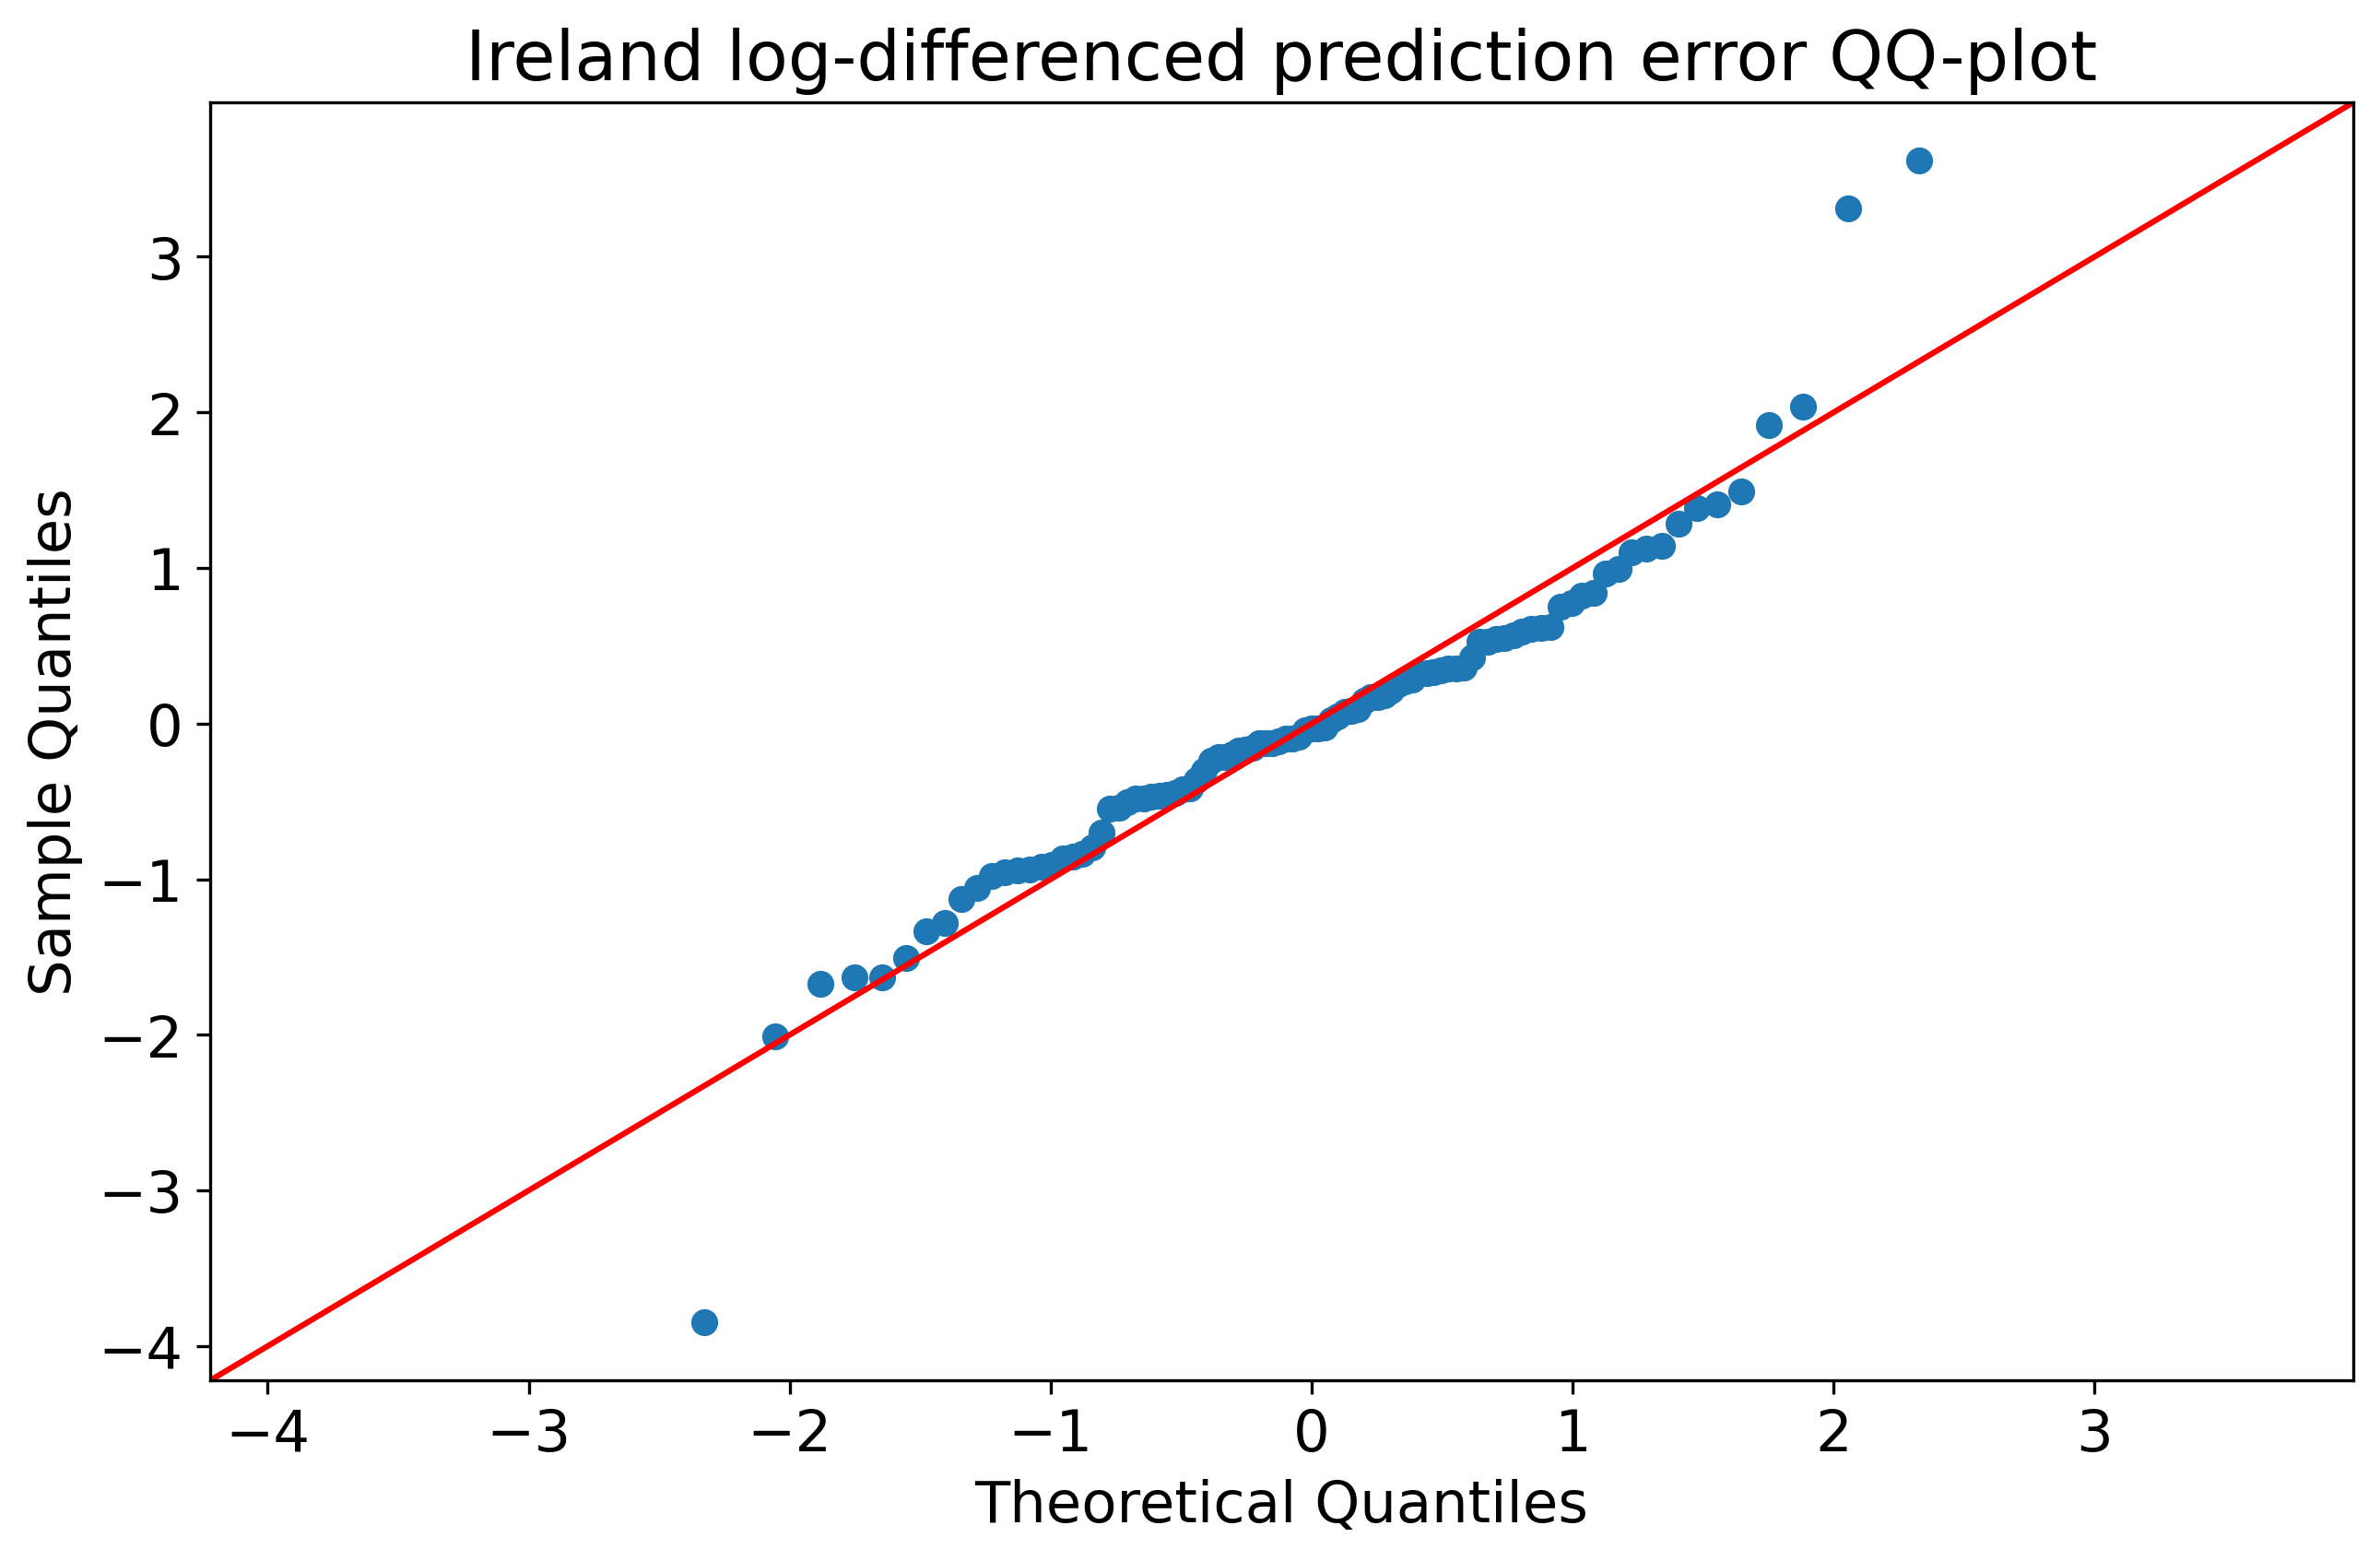 Ireland log-differenced prediction error QQ-plot
3
2
1
0
−1
−2
−3
−4
Sample Quantiles
−4 −3 −2 −1 0 1 2 3
Theoretical Quantiles